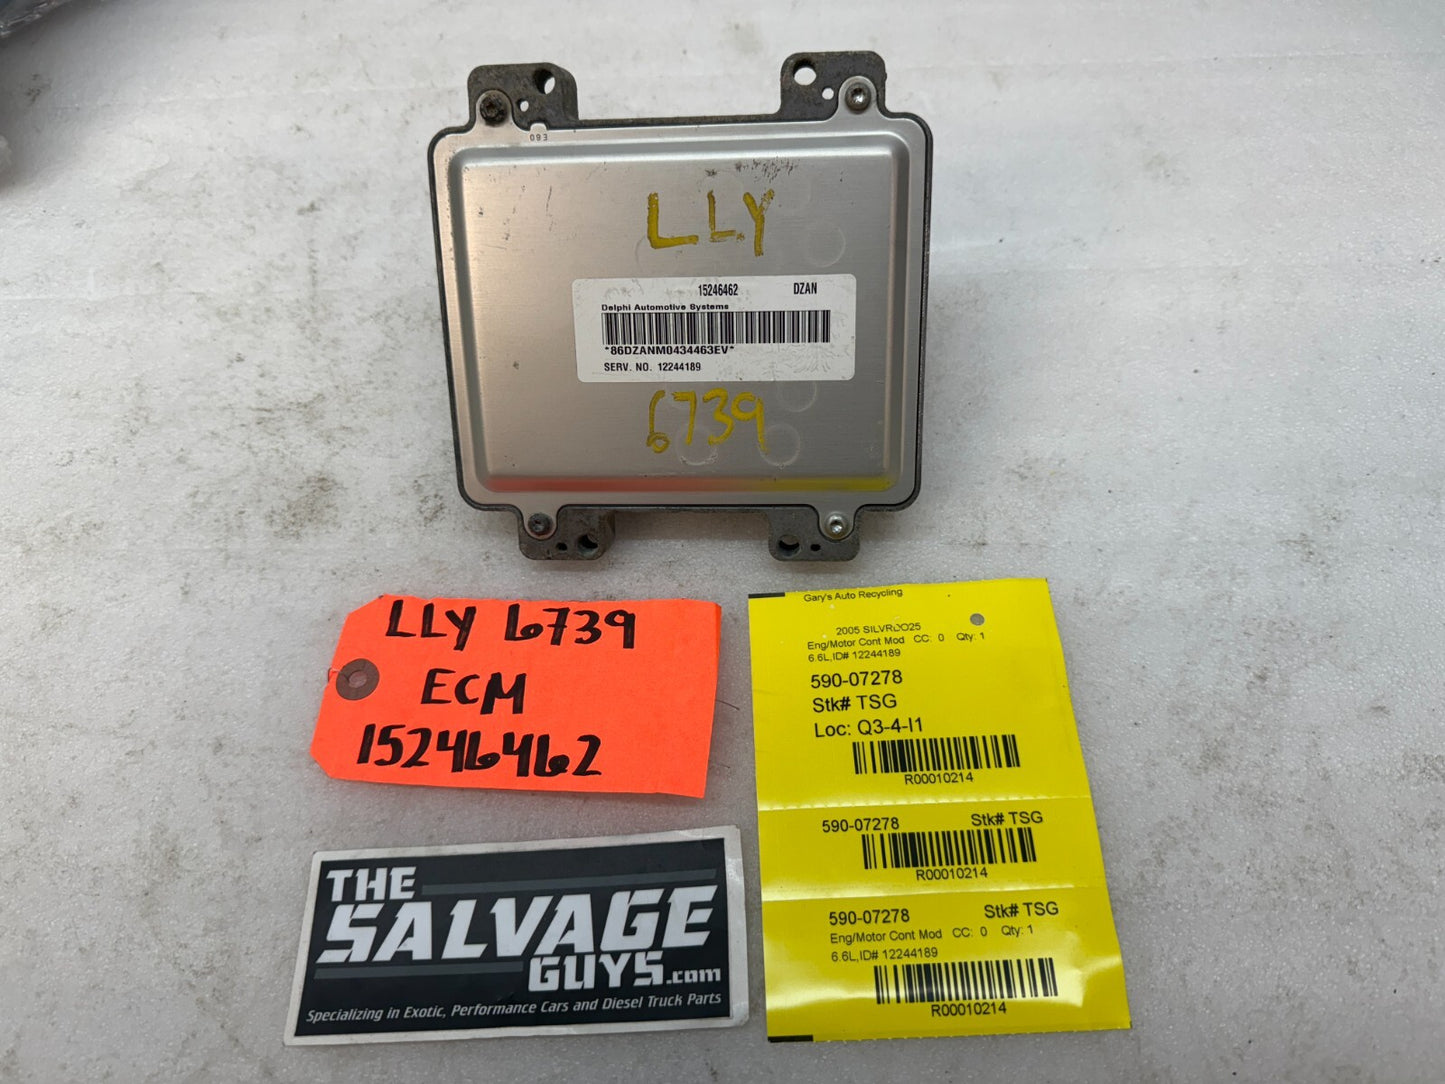 E80
LLY
15246462 DZAN
Delphi Automotive Systems
*86DZANM0434463EV*
SERV. NO. 12244189
6739
LLY 6739
ECM
15246462
Gary's Auto Recycling
2005 SILVRDO25
Eng/Motor Cont Mod CC: 0 Qty: 1
6.6L,ID# 12244189
590-07278
Stk# TSG
Loc: Q3-4-I1
R00010214
590-07278 Stk# TSG
R00010214
590-07278 Stk# TSG
Eng/Motor Cont Mod CC: 0 Qty: 1
6.6L,ID# 12244189
R00010214
THE
SALVAGE
GUYS.com
Specializing in Exotic, Performance Cars and Diesel Truck Parts